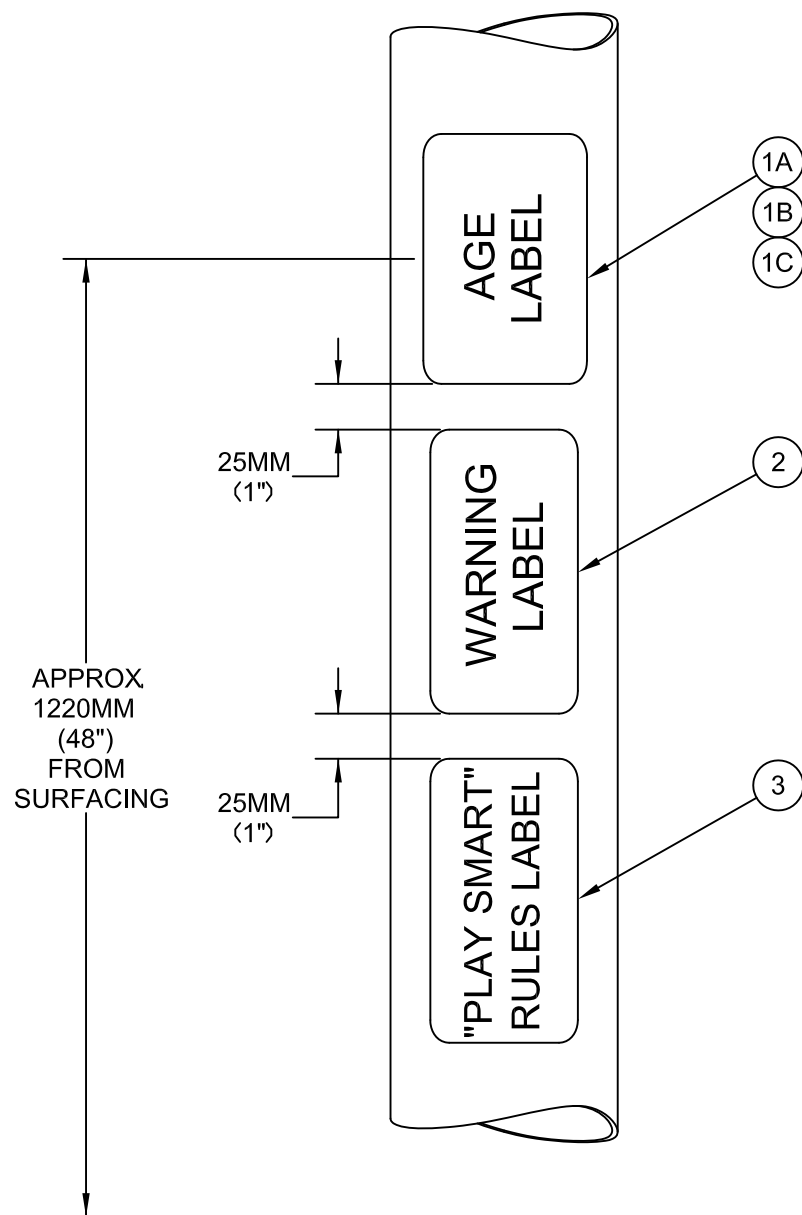 1A
1B
1C
AGE
LABEL
25MM
(1")
2
WARNING
LABEL
APPROX.
1220MM
(48")
FROM
SURFACING
25MM
(1")
3
"PLAY SMART"
RULES LABEL